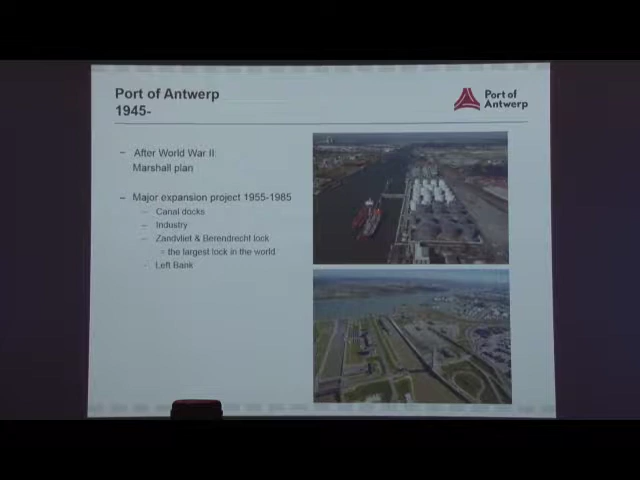 Port of Antwerp
1945-
Port of
Antwerp
– After World War II:
Marshall plan
– Major expansion project 1955-1985
– Canal docks
– Industry
– Zandvliet & Berendrecht lock
= the largest lock in the world
– Left Bank